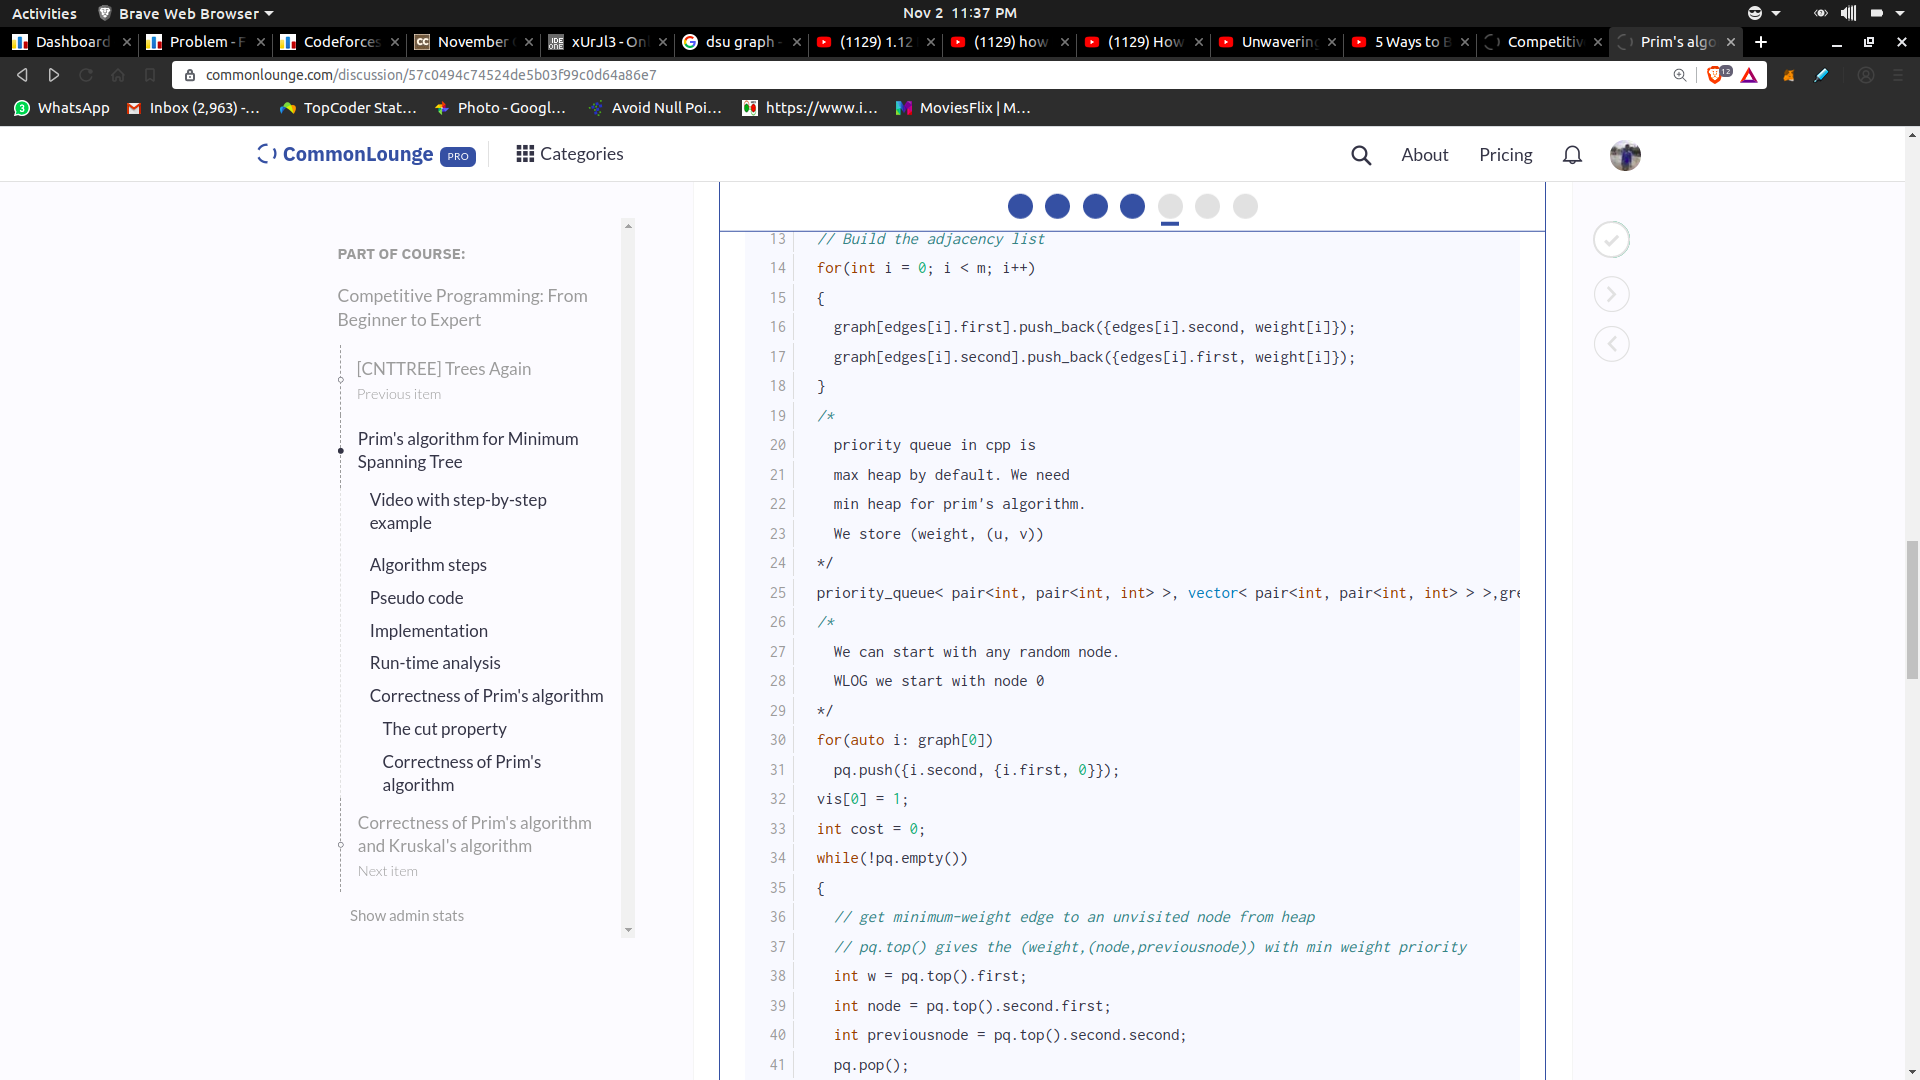 Activities
Brave Web Browser
Nov 2 11:37 PM
Dashboard
Problem - F
Codeforces
November
xUrJl3 - Onl
dsu graph -
(1129) 1.12
(1129) how
(1129) How
Unwavering
5 Ways to B
Competitiv
Prim's algo
commonlounge.com/discussion/57c0494c74524de5b03f99c0d64a86e7
12
WhatsApp
Inbox (2,963) -...
TopCoder Stat...
Photo - Googl...
Avoid Null Poi...
https://www.i...
MoviesFlix | M...
CommonLounge PRO
Categories
About
Pricing
PART OF COURSE:
Competitive Programming: From
Beginner to Expert
[CNTTREE] Trees Again
Previous item
Prim's algorithm for Minimum
Spanning Tree
Video with step-by-step
example
Algorithm steps
Pseudo code
Implementation
Run-time analysis
Correctness of Prim's algorithm
The cut property
Correctness of Prim's
algorithm
Correctness of Prim's algorithm
and Kruskal's algorithm
Next item
Show admin stats
13 // Build the adjacency list
14 for(int i = 0; i < m; i++)
15 {
16 graph[edges[i].first].push_back({edges[i].second, weight[i]});
17 graph[edges[i].second].push_back({edges[i].first, weight[i]});
18 }
19 /*
20 priority queue in cpp is
21 max heap by default. We need
22 min heap for prim's algorithm.
23 We store (weight, (u, v))
24 */
25 priority_queue< pair<int, pair<int, int> >, vector< pair<int, pair<int, int> > >,gre
26 /*
27 We can start with any random node.
28 WLOG we start with node 0
29 */
30 for(auto i: graph[0])
31 pq.push({i.second, {i.first, 0}});
32 vis[0] = 1;
33 int cost = 0;
34 while(!pq.empty())
35 {
36 // get minimum-weight edge to an unvisited node from heap
37 // pq.top() gives the (weight,(node,previousnode)) with min weight priority
38 int w = pq.top().first;
39 int node = pq.top().second.first;
40 int previousnode = pq.top().second.second;
41 pq.pop();